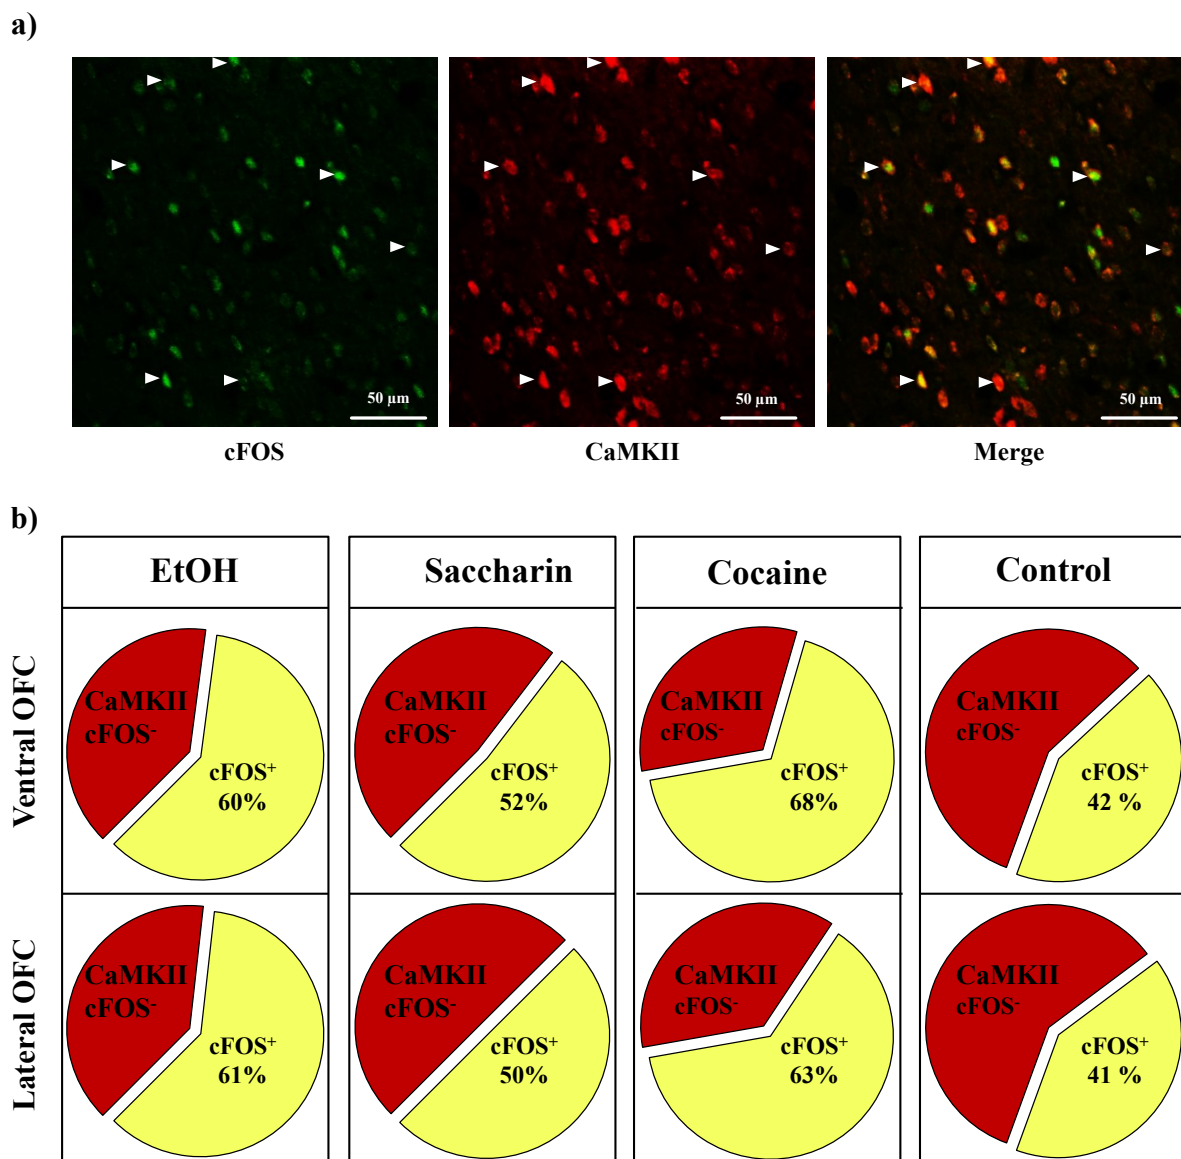 a)
50 µm
50 µm
50 µm
cFOS
CaMKII
Merge
b)
EtOH
Saccharin
Cocaine
Control
Ventral OFC
CaMKII
cFOS-
cFOS+
60%
CaMKII
cFOS-
cFOS+
52%
CaMKII
cFOS-
cFOS+
68%
CaMKII
cFOS-
cFOS+
42 %
Lateral OFC
CaMKII
cFOS-
cFOS+
61%
CaMKII
cFOS-
cFOS+
50%
CaMKII
cFOS-
cFOS+
63%
CaMKII
cFOS-
cFOS+
41 %